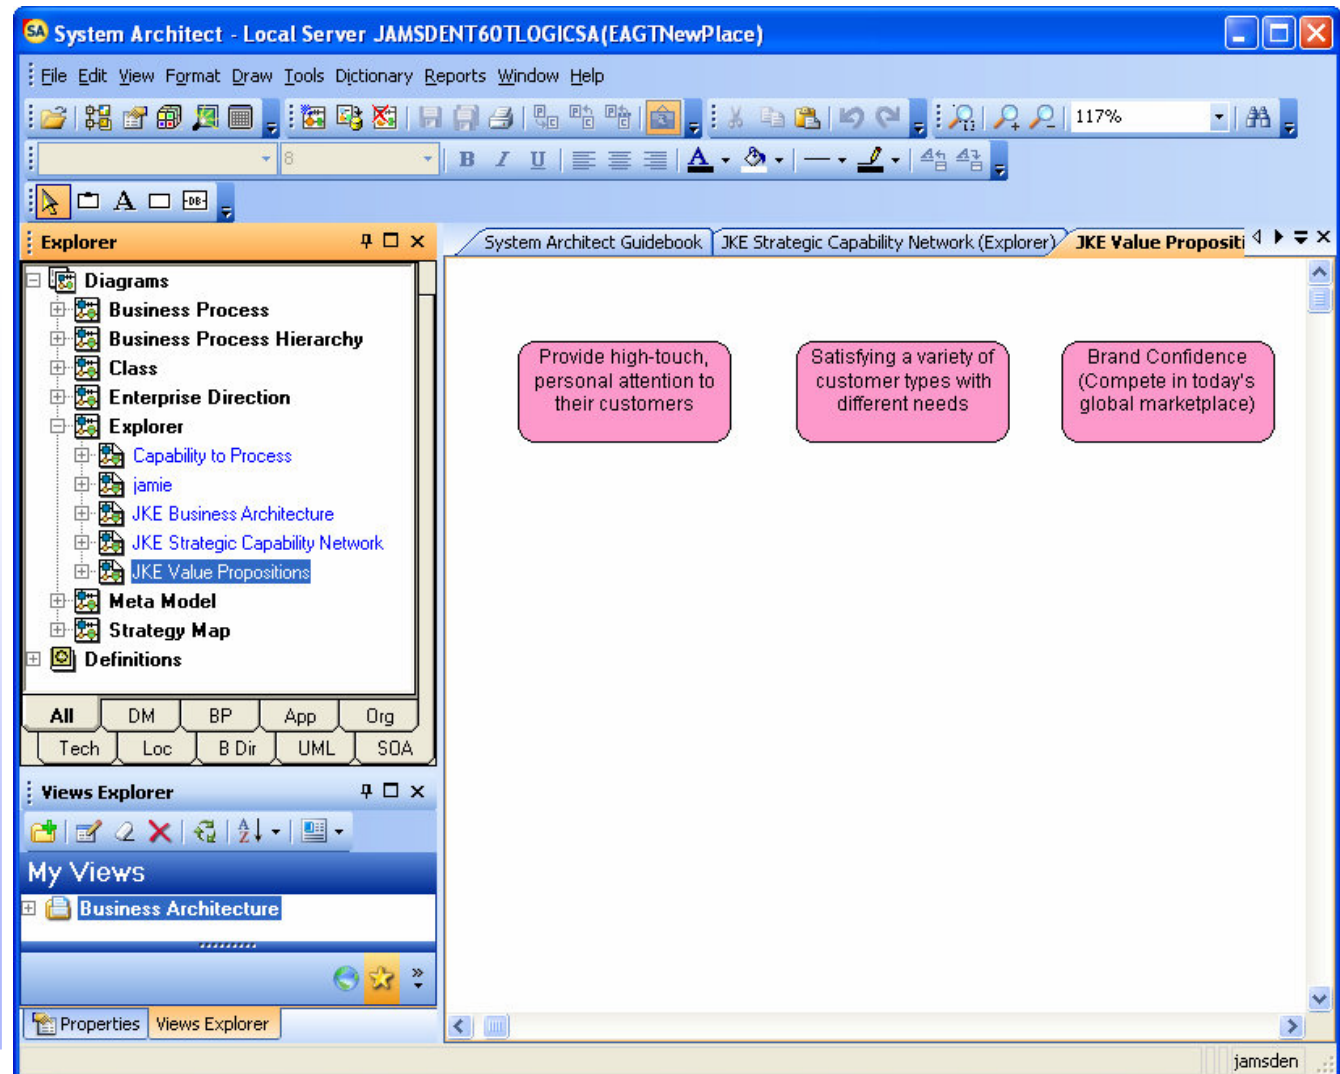 System Architect - Local Server JAMSDENT60TLOGICSA(EAGTNewPlace)
File Edit View Format Draw Tools Dictionary Reports Window Help
117%
8
B I U A
A DB
Explorer
System Architect Guidebook JKE Strategic Capability Network (Explorer) JKE Value Propositi
Diagrams
Business Process
Business Process Hierarchy
Class
Enterprise Direction
Explorer
Capability to Process
jamie
JKE Business Architecture
JKE Strategic Capability Network
JKE Value Propositions
Meta Model
Strategy Map
Definitions
All DM BP App Org
Tech Loc B Dir UML SOA
Provide high-touch,
personal attention to
their customers
Satisfying a variety of
customer types with
different needs
Brand Confidence
(Compete in today's
global marketplace)
Views Explorer
My Views
Business Architecture
Properties Views Explorer
jamsden